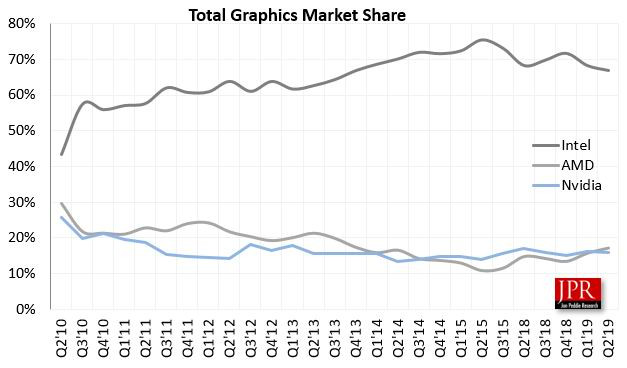 Total Graphics Market Share
80%
70%
60%
50%
40%
30%
20%
10%
0%
Intel
AMD
Nvidia
JPR
Jon Peddie Research
Q2'10
Q3'10
Q4'10
Q1'11
Q2'11
Q3'11
Q4'11
Q1'12
Q2'12
Q3'12
Q4'12
Q1'13
Q2'13
Q3'13
Q4'13
Q1'14
Q2'14
Q3'14
Q4'14
Q1'15
Q2'15
Q3'15
Q2'18
Q3'18
Q4'18
Q1'19
Q2'19